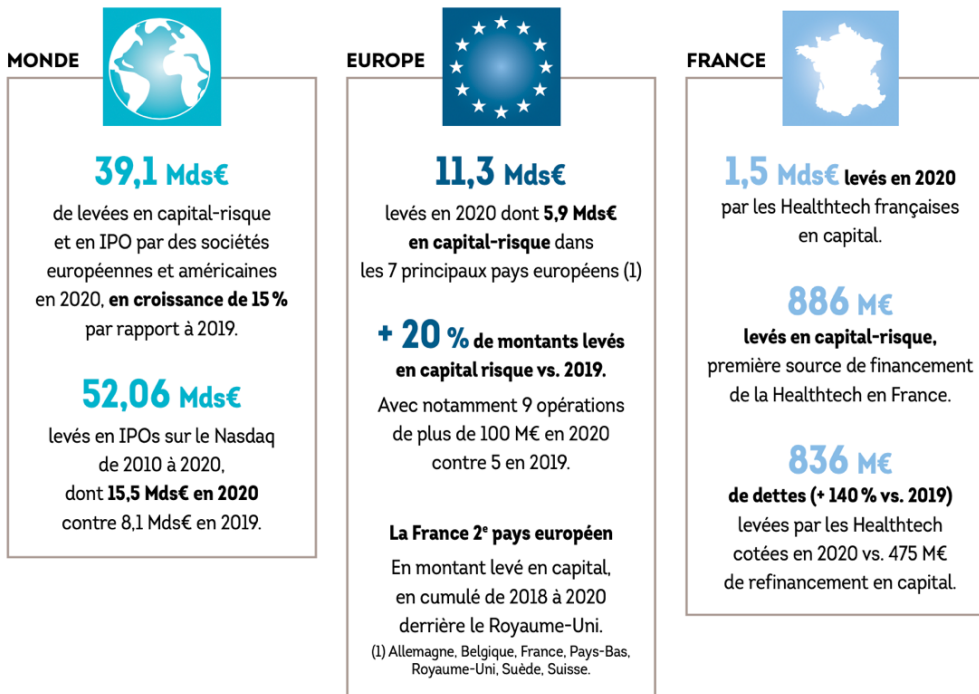 MONDE
39,1 Mds€
de levées en capital-risque
et en IPO par des sociétés
européennes et américaines
en 2020, en croissance de 15 %
par rapport à 2019.
52,06 Mds€
levés en IPOs sur le Nasdaq
de 2010 à 2020,
dont 15,5 Mds€ en 2020
contre 8,1 Mds€ en 2019.
EUROPE
11,3 Mds€
levés en 2020 dont 5,9 Mds€
en capital-risque dans
les 7 principaux pays européens (1)
+ 20 % de montants levés
en capital risque vs. 2019.
Avec notamment 9 opérations
de plus de 100 M€ en 2020
contre 5 en 2019.
La France 2e pays européen
En montant levé en capital,
en cumulé de 2018 à 2020
derrière le Royaume-Uni.
(1) Allemagne, Belgique, France, Pays-Bas,
Royaume-Uni, Suède, Suisse.
FRANCE
1,5 Mds€ levés en 2020
par les Healthtech françaises
en capital.
886 M€
levés en capital-risque,
première source de financement
de la Healthtech en France.
836 M€
de dettes (+ 140 % vs. 2019)
levées par les Healthtech
cotées en 2020 vs. 475 M€
de refinancement en capital.